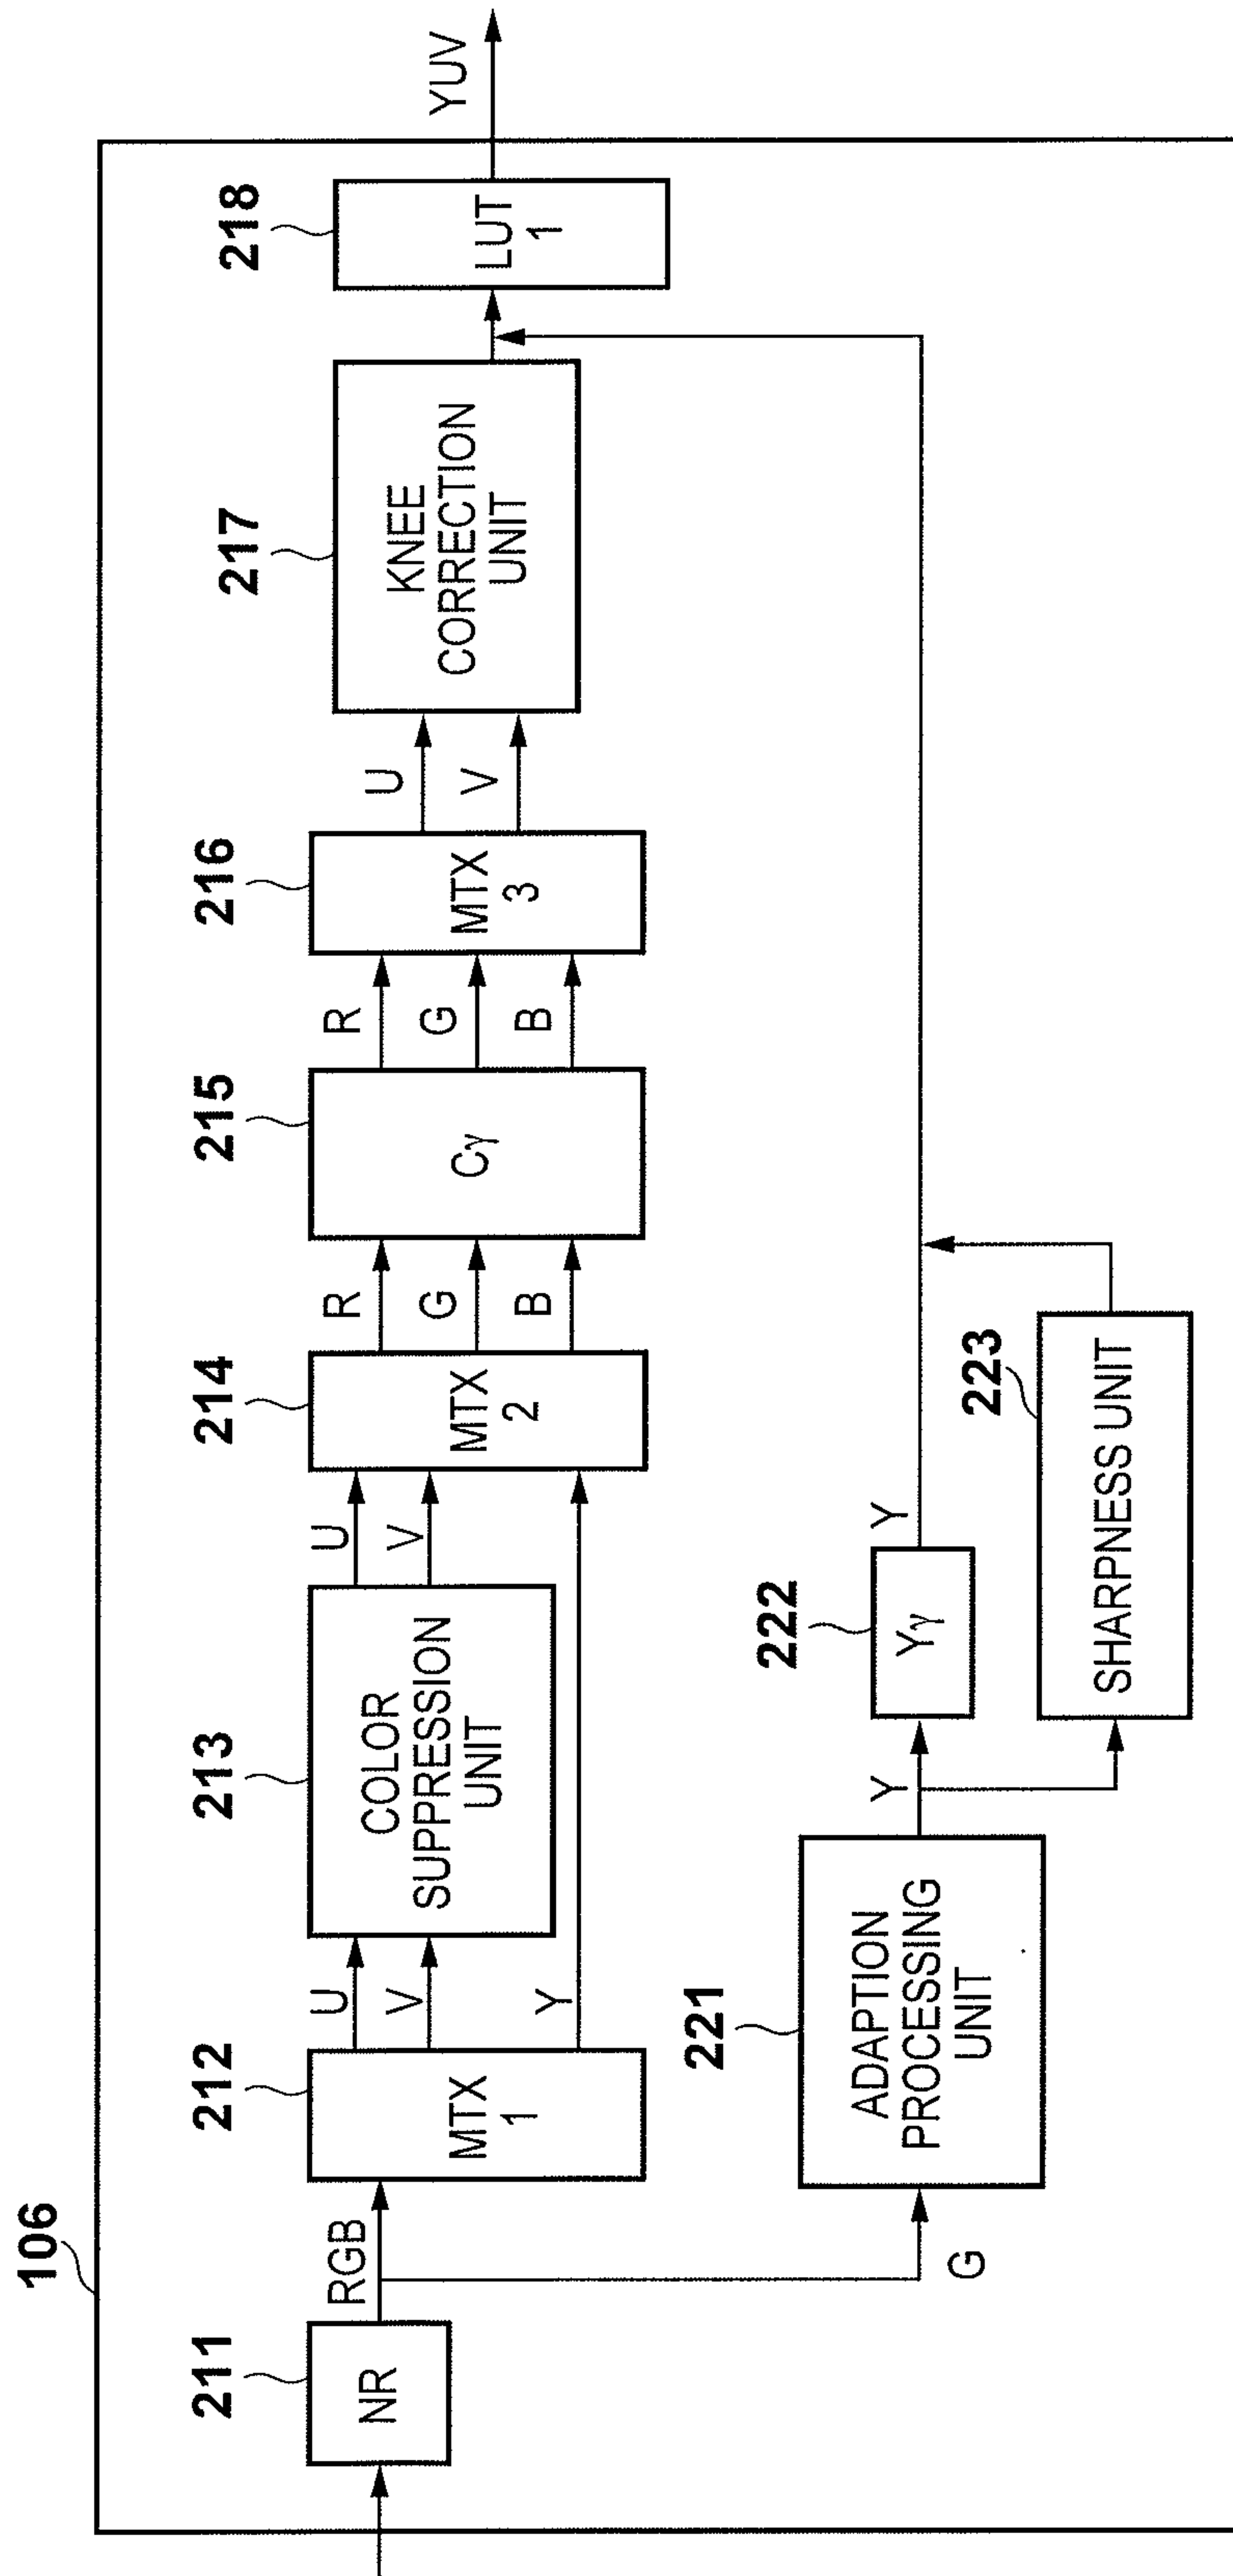 106
211
NR
RGB
212
MTX
1
U
V
Y
213
COLOR
SUPPRESSION
UNIT
U
V
214
MTX
2
R
G
B
215
Cγ
R
G
B
216
MTX
3
U
V
217
KNEE
CORRECTION
UNIT
218
LUT
1
YUV
G
221
ADAPTION
PROCESSING
UNIT
Y
222
Yγ
Y
223
SHARPNESS UNIT